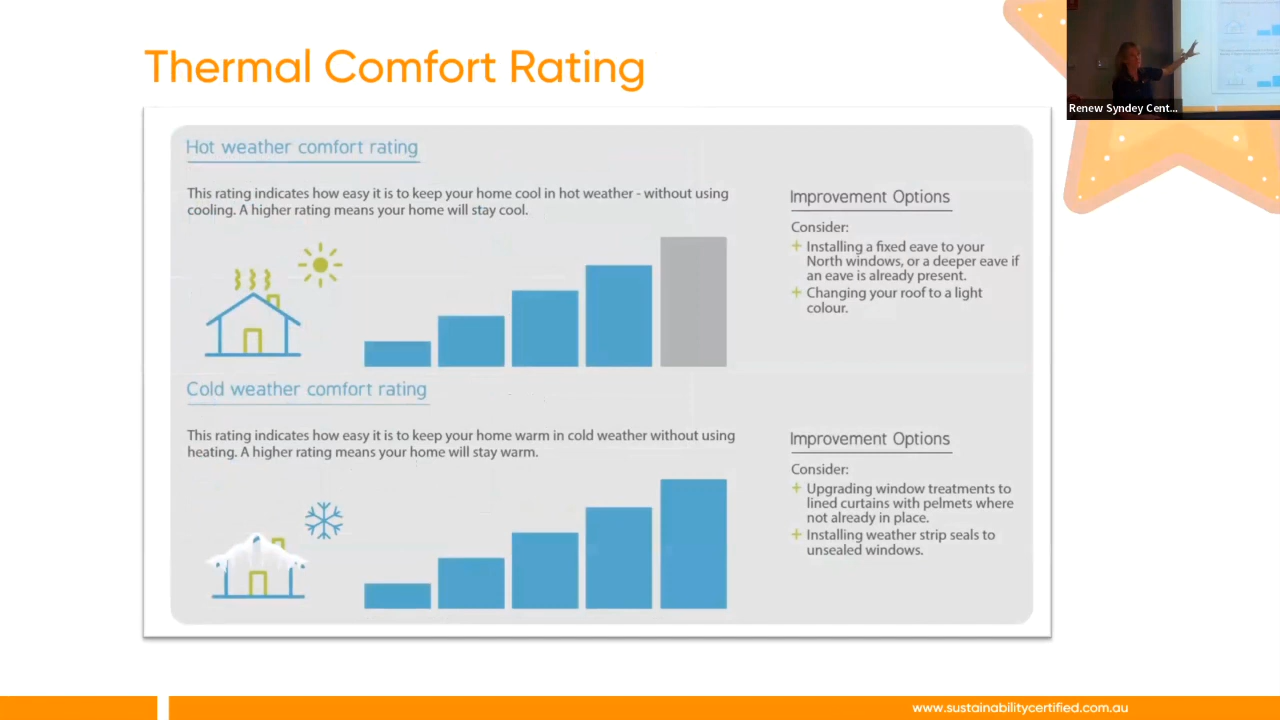 Thermal Comfort Rating
Renew Syndey Cent...
Hot weather comfort rating
This rating indicates how easy it is to keep your home cool in hot weather - without using
cooling. A higher rating means your home will stay cool.
Improvement Options
Consider:
+ Installing a fixed eave to your
North windows, or a deeper eave if
an eave is already present.
+ Changing your roof to a light
colour.
Cold weather comfort rating
This rating indicates how easy it is to keep your home warm in cold weather without using
heating. A higher rating means your home will stay warm.
Improvement Options
Consider:
+ Upgrading window treatments to
lined curtains with pelmets where
not already in place.
+ Installing weather strip seals to
unsealed windows.
www.sustainabilitycertified.com.au